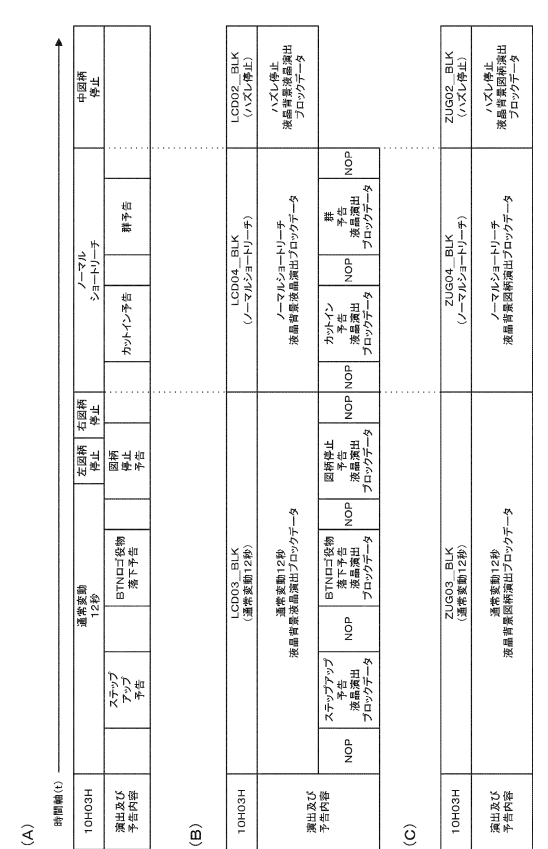 (A)
時間軸(t)
10H03H
通常変動
12秒
左図柄
停止
右図柄
停止
ノーマル
ショートリーチ
中図柄
停止
演出及び
予告内容
ステップ
アップ
予告
BTNロゴ役物
落下予告
図柄
停止
予告
カットイン予告
群予告
(B)
10H03H
LCD03__BLK
(通常変動12秒)
LCD04__BLK
(ノーマルショートリーチ)
LCD02__BLK
(ハズレ停止)
演出及び
予告内容
通常変動12秒
液晶背景液晶演出ブロックデータ
ノーマルショートリーチ
液晶背景液晶演出ブロックデータ
ハズレ停止
液晶背景液晶演出
ブロックデータ
NOP
ステップアップ
予告
液晶演出
ブロックデータ
NOP
BTNロゴ役物
落下予告
液晶演出
ブロックデータ
NOP
図柄停止
予告
液晶演出
ブロックデータ
NOP
NOP
カットイン
予告
液晶演出
ブロックデータ
NOP
群
予告
液晶演出
ブロックデータ
NOP
(C)
10H03H
ZUG03__BLK
(通常変動12秒)
ZUG04__BLK
(ノーマルショートリーチ)
ZUG02__BLK
(ハズレ停止)
演出及び
予告内容
通常変動12秒
液晶背景図柄演出ブロックデータ
ノーマルショートリーチ
液晶背景図柄演出ブロックデータ
ハズレ停止
液晶背景図柄演出
ブロックデータ